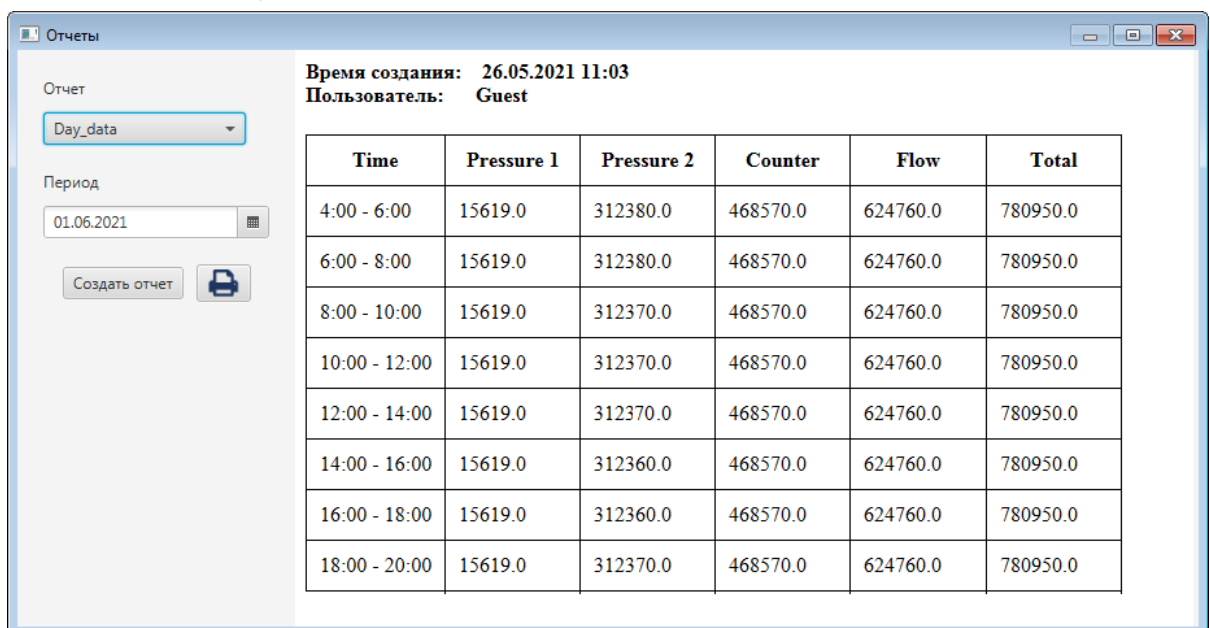 Отчеты
Отчет
Day_data
Период
01.06.2021
Создать отчет
Время создания: 26.05.2021 11:03
Пользователь: Guest
Time Pressure 1 Pressure 2 Counter Flow Total
4:00 - 6:00 15619.0 312380.0 468570.0 624760.0 780950.0
6:00 - 8:00 15619.0 312380.0 468570.0 624760.0 780950.0
8:00 - 10:00 15619.0 312370.0 468570.0 624760.0 780950.0
10:00 - 12:00 15619.0 312370.0 468570.0 624760.0 780950.0
12:00 - 14:00 15619.0 312370.0 468570.0 624760.0 780950.0
14:00 - 16:00 15619.0 312360.0 468570.0 624760.0 780950.0
16:00 - 18:00 15619.0 312360.0 468570.0 624760.0 780950.0
18:00 - 20:00 15619.0 312370.0 468570.0 624760.0 780950.0